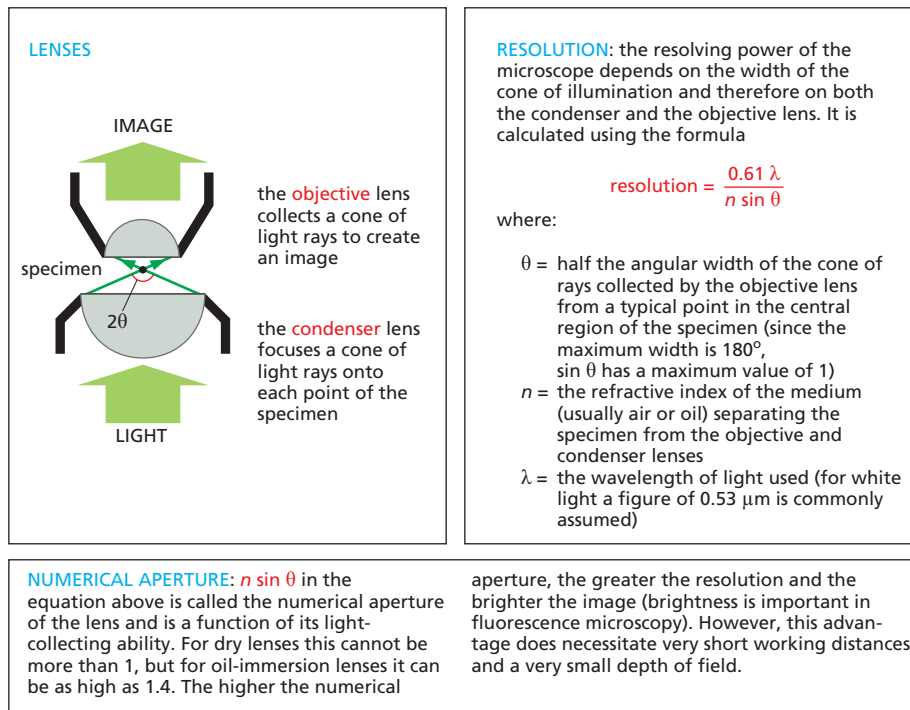 LENSES
IMAGE
the objective lens
collects a cone of
light rays to create
an image
specimen
2θ
the condenser lens
focuses a cone of
light rays onto
each point of the
specimen
LIGHT
RESOLUTION: the resolving power of the
microscope depends on the width of the
cone of illumination and therefore on both
the condenser and the objective lens. It is
calculated using the formula
resolution = 0.61 λ / n sin θ
where:
θ = half the angular width of the cone of
rays collected by the objective lens
from a typical point in the central
region of the specimen (since the
maximum width is 180°,
sin θ has a maximum value of 1)
n = the refractive index of the medium
(usually air or oil) separating the
specimen from the objective and
condenser lenses
λ = the wavelength of light used (for white
light a figure of 0.53 μm is commonly
assumed)
NUMERICAL APERTURE: n sin θ in the
equation above is called the numerical aperture
of the lens and is a function of its light-
collecting ability. For dry lenses this cannot be
more than 1, but for oil-immersion lenses it can
be as high as 1.4. The higher the numerical
aperture, the greater the resolution and the
brighter the image (brightness is important in
fluorescence microscopy). However, this advan-
tage does necessitate very short working distances
and a very small depth of field.